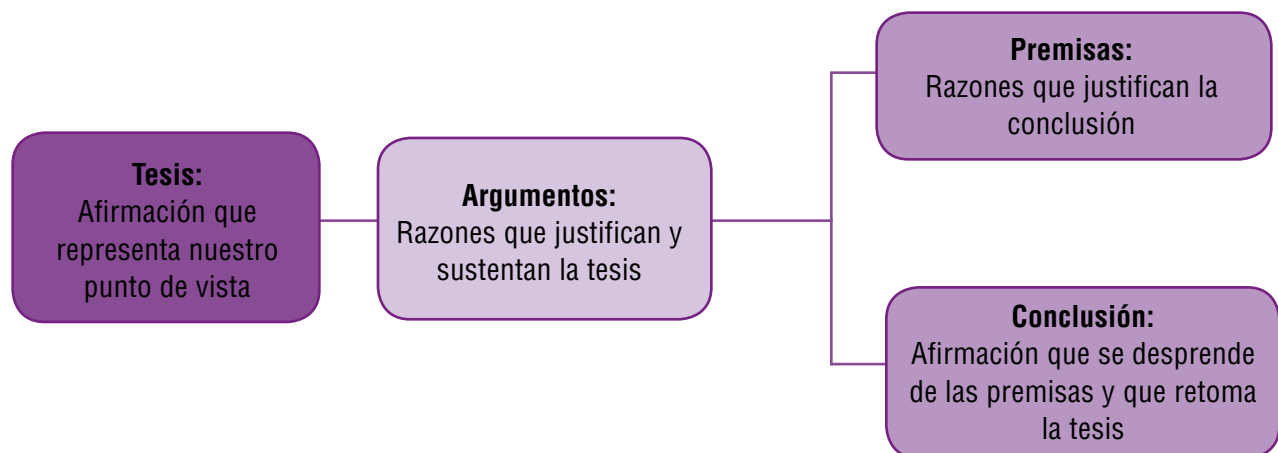 Tesis:
Afirmación que
representa nuestro
punto de vista
Argumentos:
Razones que justifican y
sustentan la tesis
Premisas:
Razones que justifican la
conclusión
Conclusión:
Afirmación que se desprende
de las premisas y que retoma
la tesis